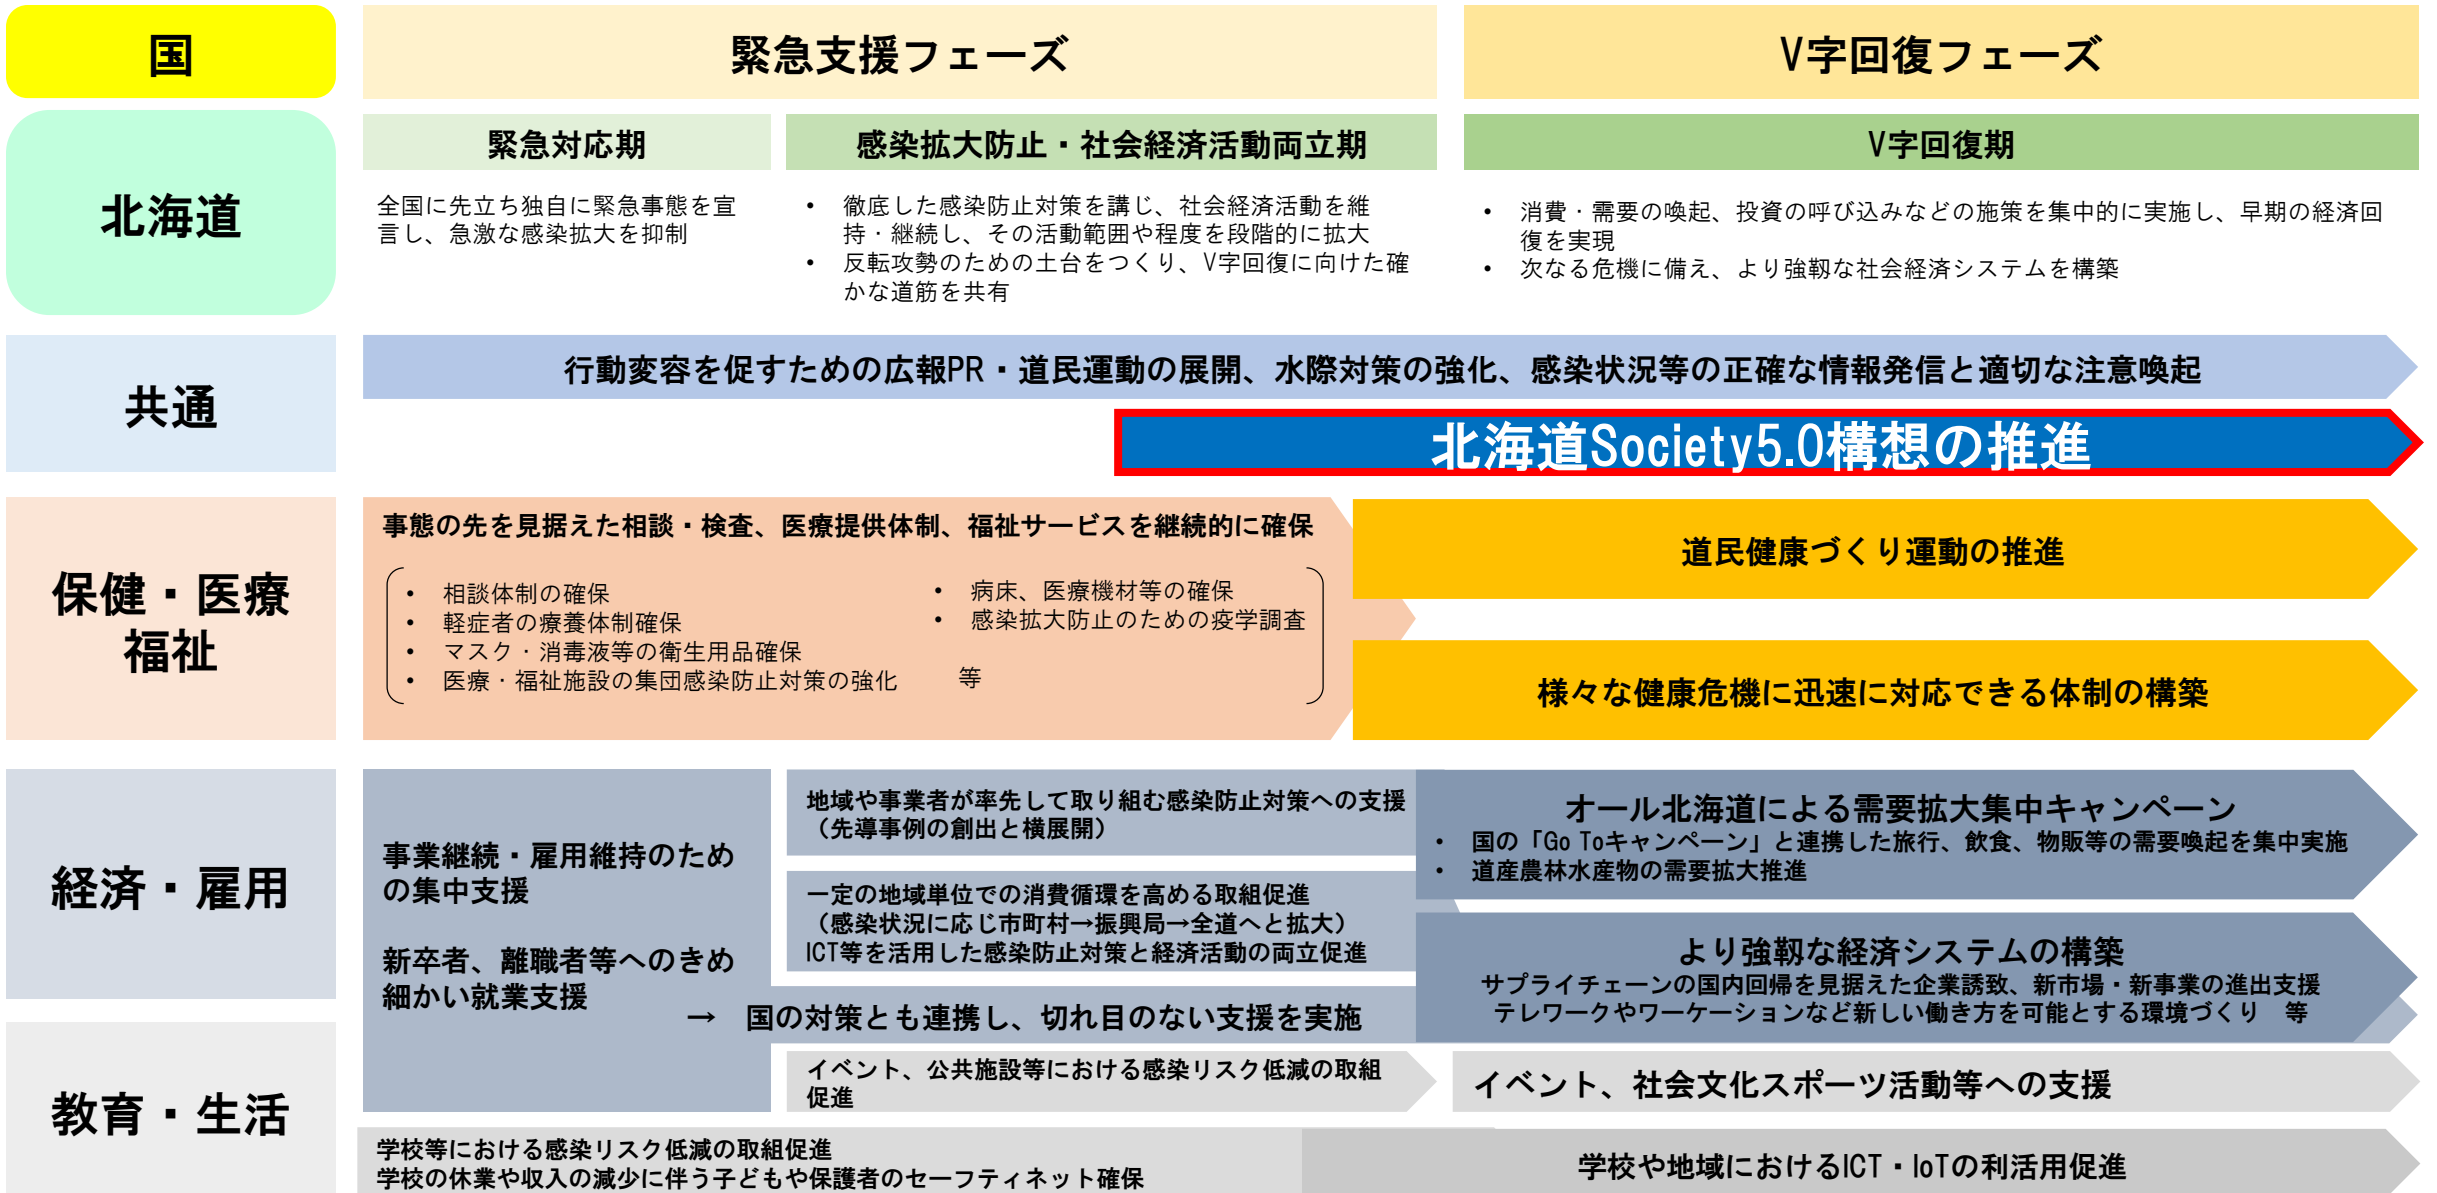 国
緊急支援フェーズ
V字回復フェーズ
北海道
緊急対応期
感染拡大防止・社会経済活動両立期
V字回復期
全国に先立ち独自に緊急事態を宣
言し、急激な感染拡大を抑制
• 徹底した感染防止対策を講じ、社会経済活動を維
持・継続し、その活動範囲や程度を段階的に拡大
• 反転攻勢のための土台をつくり、V字回復に向けた確
かな道筋を共有
• 消費・需要の喚起、投資の呼び込みなどの施策を集中的に実施し、早期の経済回
復を実現
• 次なる危機に備え、より強靱な社会経済システムを構築
共通
行動変容を促すための広報PR・道民運動の展開、水際対策の強化、感染状況等の正確な情報発信と適切な注意喚起
北海道Society5.0構想の推進
保健・医療
福祉
事態の先を見据えた相談・検査、医療提供体制、福祉サービスを継続的に確保
• 相談体制の確保
• 軽症者の療養体制確保
• マスク・消毒液等の衛生用品確保
• 医療・福祉施設の集団感染防止対策の強化
• 病床、医療機材等の確保
• 感染拡大防止のための疫学調査
等
道民健康づくり運動の推進
様々な健康危機に迅速に対応できる体制の構築
経済・雇用
事業継続・雇用維持のため
の集中支援
新卒者、離職者等へのきめ
細かい就業支援
地域や事業者が率先して取り組む感染防止対策への支援
（先導事例の創出と横展開）
一定の地域単位での消費循環を高める取組促進
（感染状況に応じ市町村→振興局→全道へと拡大）
ICT等を活用した感染防止対策と経済活動の両立促進
→ 国の対策とも連携し、切れ目のない支援を実施
オール北海道による需要拡大集中キャンペーン
• 国の「Go Toキャンペーン」と連携した旅行、飲食、物販等の需要喚起を集中実施
• 道産農林水産物の需要拡大推進
より強靱な経済システムの構築
サプライチェーンの国内回帰を見据えた企業誘致、新市場・新事業の進出支援
テレワークやワーケーションなど新しい働き方を可能とする環境づくり 等
教育・生活
イベント、公共施設等における感染リスク低減の取組
促進
イベント、社会文化スポーツ活動等への支援
学校等における感染リスク低減の取組促進
学校の休業や収入の減少に伴う子どもや保護者のセーフティネット確保
学校や地域におけるICT・IoTの利活用促進